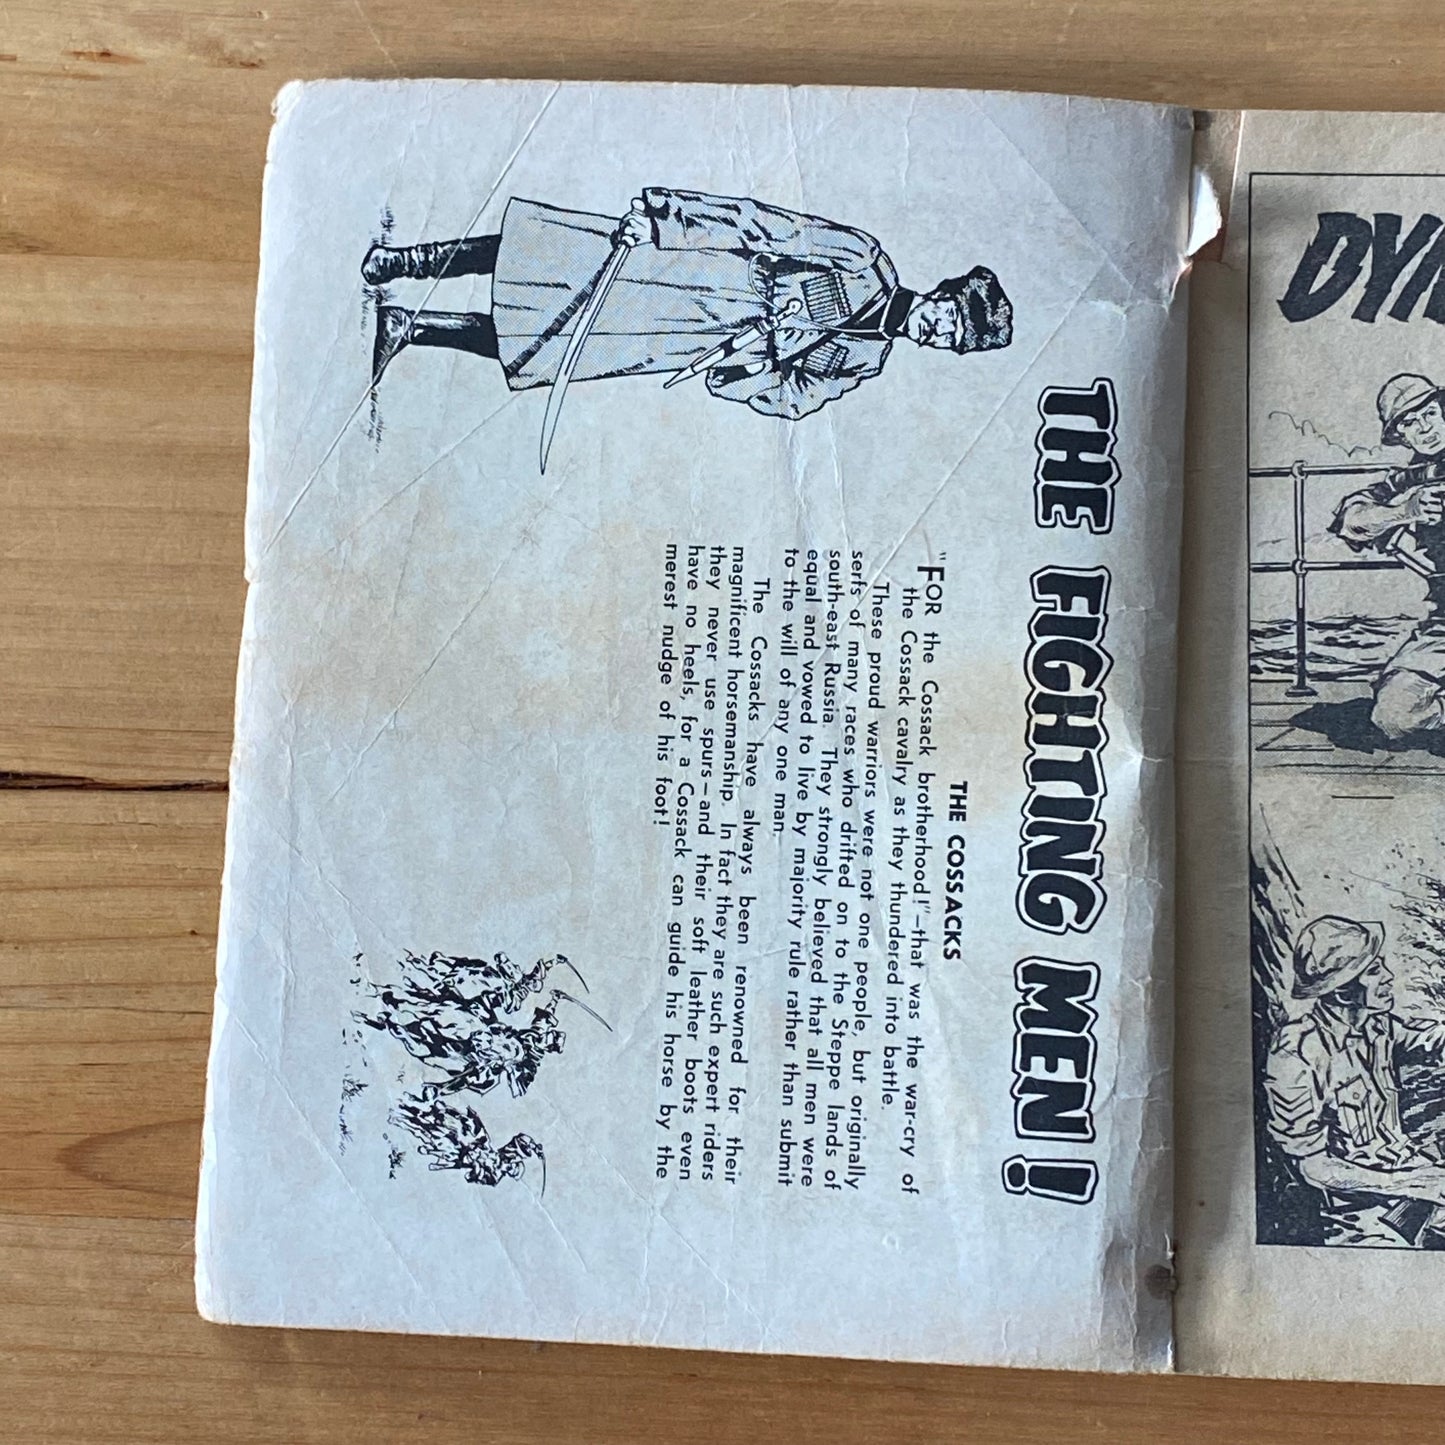 THE FIGHTING MEN!
THE COSSACKS
"FOR the Cossack brotherhood!"–that was the war-cry of
the Cossack cavalry as they thundered into battle.
These proud warriors were not one people, but originally
serfs of many races who drifted on to the Steppe lands of
south-east Russia. They strongly believed that all men were
equal and vowed to live by majority rule rather than submit
to the will of any one man.
The Cossacks have always been renowned for their
magnificent horsemanship. In fact they are such expert riders
they never use spurs – and their soft leather boots even
have no heels, for a Cossack can guide his horse by the
merest nudge of his foot!